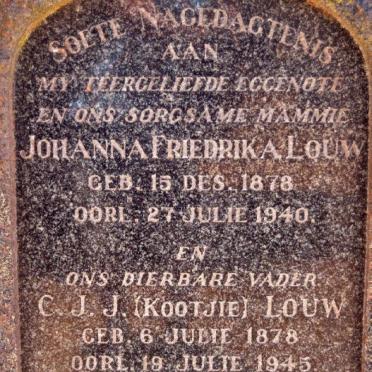 SOETE NAGEDAGTENIS
AAN
MY TEERGELIEFDE EGGENOTE
EN ONS SORGSAME MAMMIE
JOHANNA FRIEDRIKA LOUW
GEB. 15 DES. 1878
OORL. 27 JULIE 1940.
EN
ONS DIERBARE VADER
C. J. J. (KOOTJIE) LOUW
GEB. 6 JULIE 1878
OORL. 19 JULIE 1945.